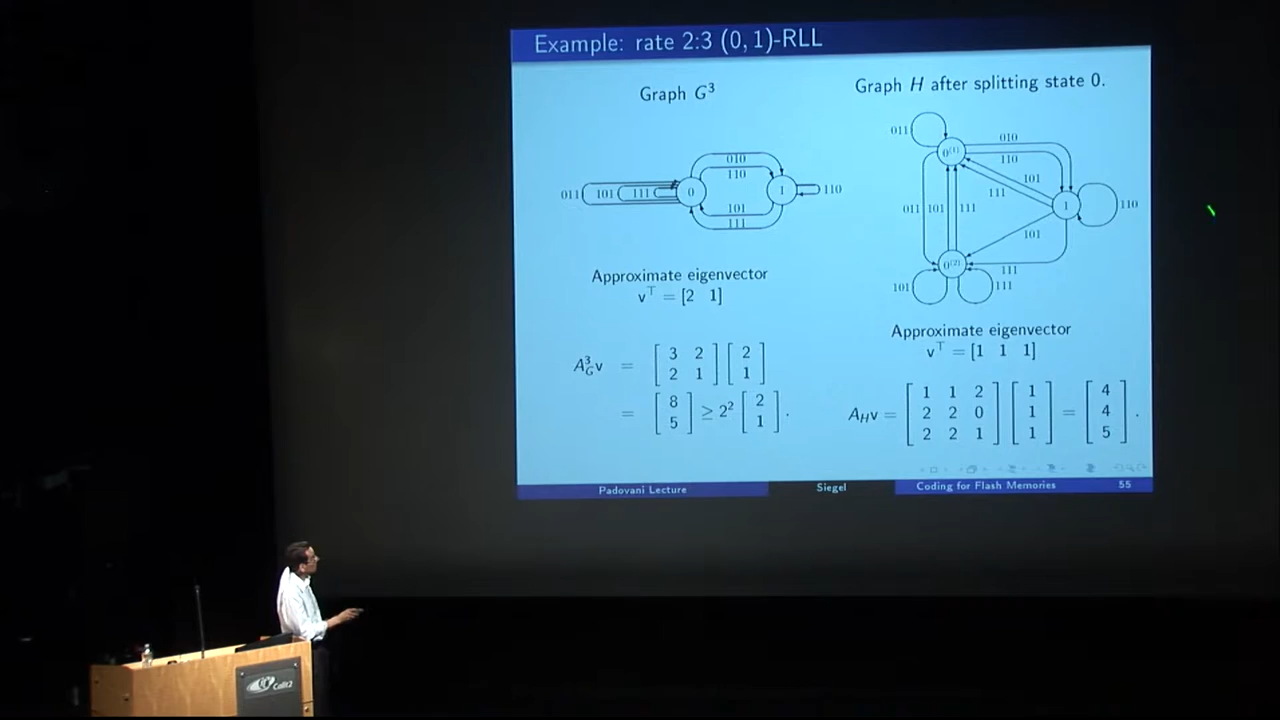 Example: rate 2:3 (0, 1)-RLL
Graph G³
011 101 111 0 010 110 1 110
101
111
Approximate eigenvector
v⊤ = [2 1]
A³_G v = [3 2; 2 1] [2; 1]
= [8; 5] ≥ 2² [2; 1] .
Graph H after splitting state 0.
011 0⁽¹⁾ 010
110
101
111
1 110
011 101 111
101
0⁽²⁾ 111
101 111
Approximate eigenvector
v⊤ = [1 1 1]
A_H v = [1 1 2; 2 2 0; 2 2 1] [1; 1; 1] = [4; 4; 5] .
Padovani Lecture Siegel Coding for Flash Memories 55
Calit2